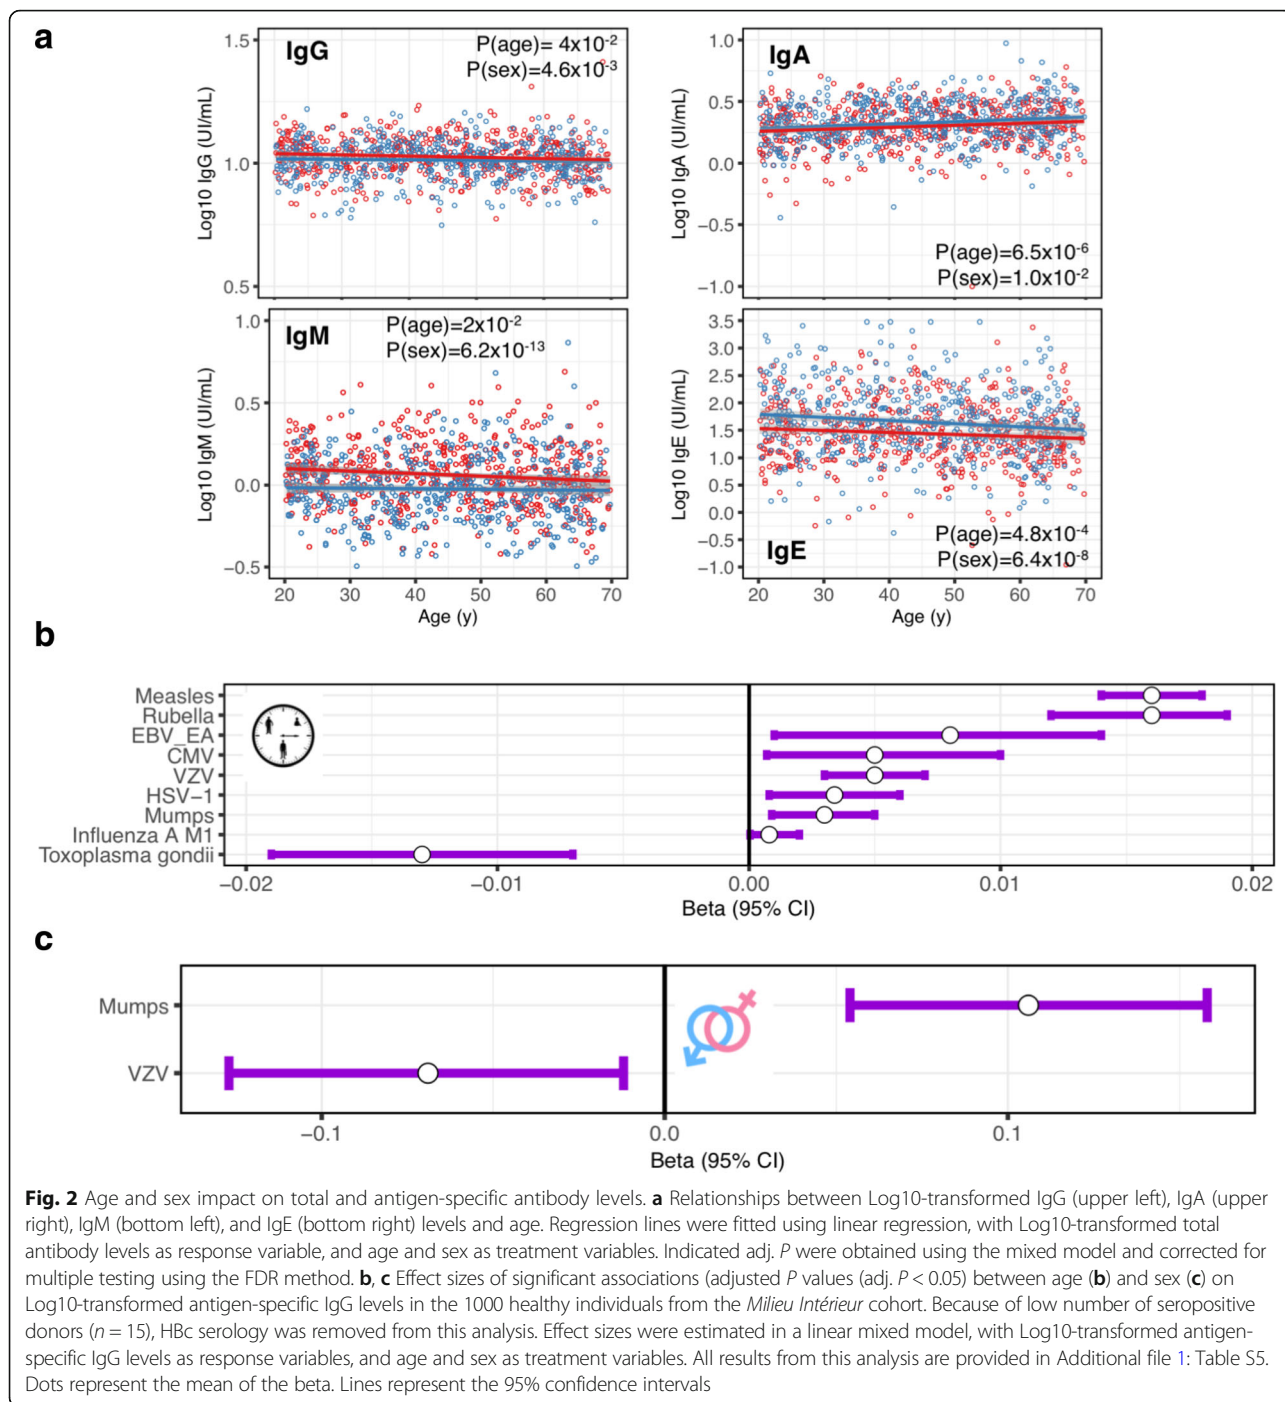 a
IgG
P(age)= 4x10-2
P(sex)=4.6x10-3
1.5
1.0
0.5
Log10 IgG (UI/mL)
IgA
1.0
0.5
0.0
−0.5
−1.0
Log10 IgA (UI/mL)
P(age)=6.5x10-6
P(sex)=1.0x10-2
IgM
P(age)=2x10-2
P(sex)=6.2x10-13
1.0
0.5
0.0
−0.5
Log10 IgM (UI/mL)
20 30 40 50 60 70
Age (y)
3.5
3.0
2.5
2.0
1.5
1.0
0.5
0.0
−0.5
−1.0
Log10 IgE (UI/mL)
IgE
P(age)=4.8x10-4
P(sex)=6.4x10-8
20 30 40 50 60 70
Age (y)
b
Measles
Rubella
EBV_EA
CMV
VZV
HSV−1
Mumps
Influenza A M1
Toxoplasma gondii
−0.02 −0.01 0.00 0.01 0.02
Beta (95% CI)
c
Mumps
VZV
−0.1 0.0 0.1
Beta (95% CI)
Fig. 2 Age and sex impact on total and antigen-specific antibody levels. a Relationships between Log10-transformed IgG (upper left), IgA (upper
right), IgM (bottom left), and IgE (bottom right) levels and age. Regression lines were fitted using linear regression, with Log10-transformed total
antibody levels as response variable, and age and sex as treatment variables. Indicated adj. P were obtained using the mixed model and corrected for
multiple testing using the FDR method. b, c Effect sizes of significant associations (adjusted P values (adj. P < 0.05) between age (b) and sex (c) on
Log10-transformed antigen-specific IgG levels in the 1000 healthy individuals from the Milieu Intérieur cohort. Because of low number of seropositive
donors (n = 15), HBc serology was removed from this analysis. Effect sizes were estimated in a linear mixed model, with Log10-transformed antigen-
specific IgG levels as response variables, and age and sex as treatment variables. All results from this analysis are provided in Additional file 1: Table S5.
Dots represent the mean of the beta. Lines represent the 95% confidence intervals